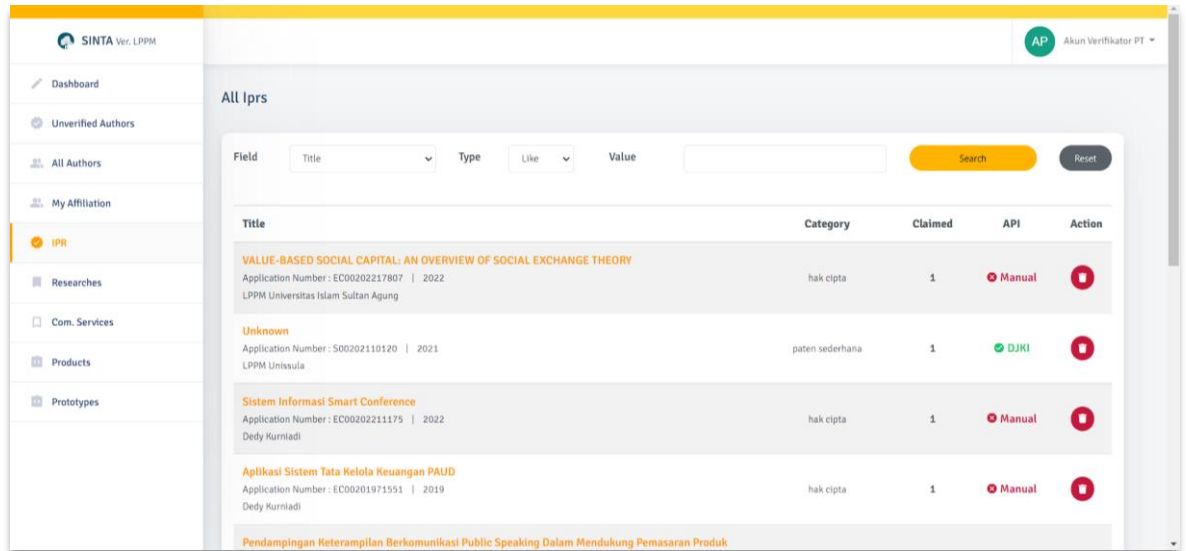 SINTA Ver. LPPM
AP Akun Verifikator PT
Dashboard
Unverified Authors
All Authors
My Affiliation
IPR
Researches
Com. Services
Products
Prototypes
All Iprs
Field Title Type Like Value Search Reset
Title Category Claimed API Action
VALUE-BASED SOCIAL CAPITAL: AN OVERVIEW OF SOCIAL EXCHANGE THEORY
Application Number : EC00202217807 | 2022 hak cipta 1 Manual
LPPM Universitas Islam Sultan Agung
Unknown
Application Number : S00202110120 | 2021 paten sederhana 1 DJKI
LPPM Unissula
Sistem Informasi Smart Conference
Application Number : EC00202211175 | 2022 hak cipta 1 Manual
Dedy Kurniadi
Aplikasi Sistem Tata Kelola Keuangan PAUD
Application Number : EC00201971551 | 2019 hak cipta 1 Manual
Dedy Kurniadi
Pendampingan Keterampilan Berkomunikasi Public Speaking Dalam Mendukung Pemasaran Produk